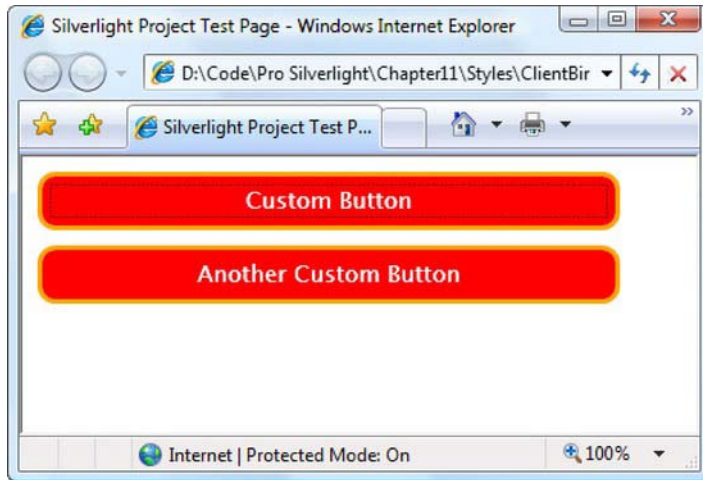 Silverlight Project Test Page - Windows Internet Explorer
D:\Code\Pro Silverlight\Chapter11\Styles\ClientBir
Silverlight Project Test P...
»
Custom Button
Another Custom Button
Internet | Protected Mode: On
100%